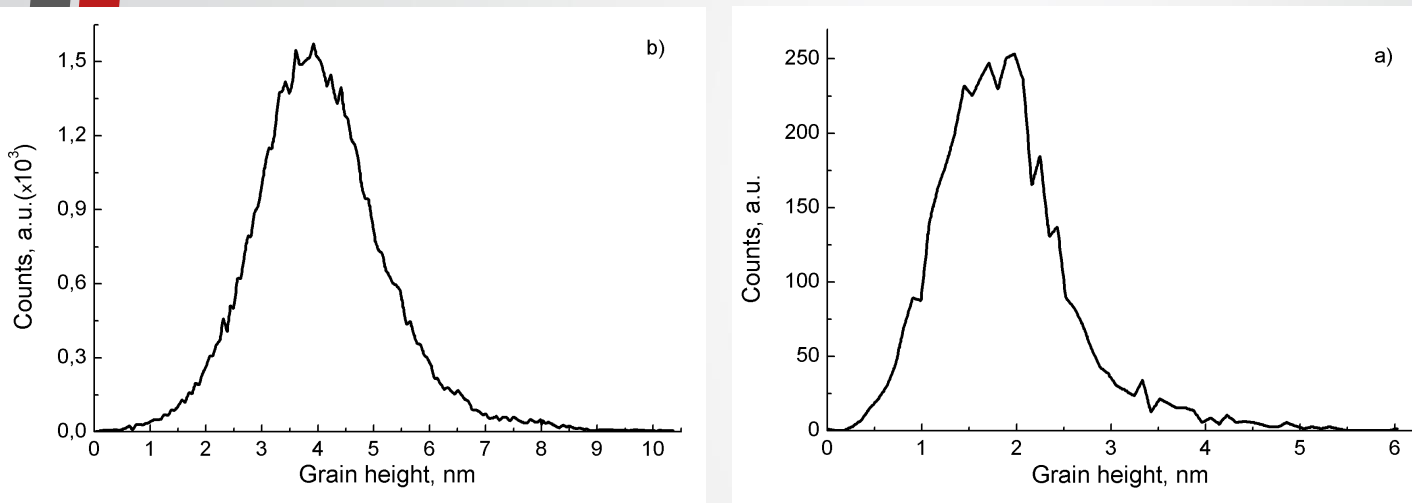 b)
1,5
1,2
0,9
0,6
0,3
0,0
Counts, a.u.(x10³)
0 1 2 3 4 5 6 7 8 9 10
Grain height, nm
a)
250
200
150
100
50
0
Counts, a.u.
0 1 2 3 4 5 6
Grain height, nm